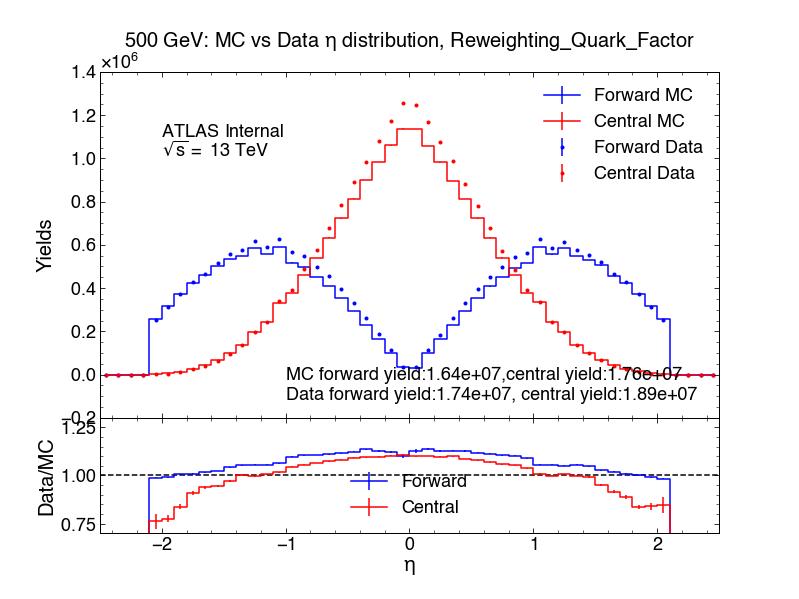 500 GeV: MC vs Data η distribution, Reweighting_Quark_Factor
×10⁶
1.4
1.2
1.0
0.8
0.6
0.4
0.2
0.0
−0.2
Yields
ATLAS Internal
√s = 13 TeV
Forward MC
Central MC
Forward Data
Central Data
MC forward yield:1.64e+07,central yield:1.76e+07
Data forward yield:1.74e+07, central yield:1.89e+07
1.25
1.00
0.75
Data/MC
Forward
Central
−2 −1 0 1 2
η